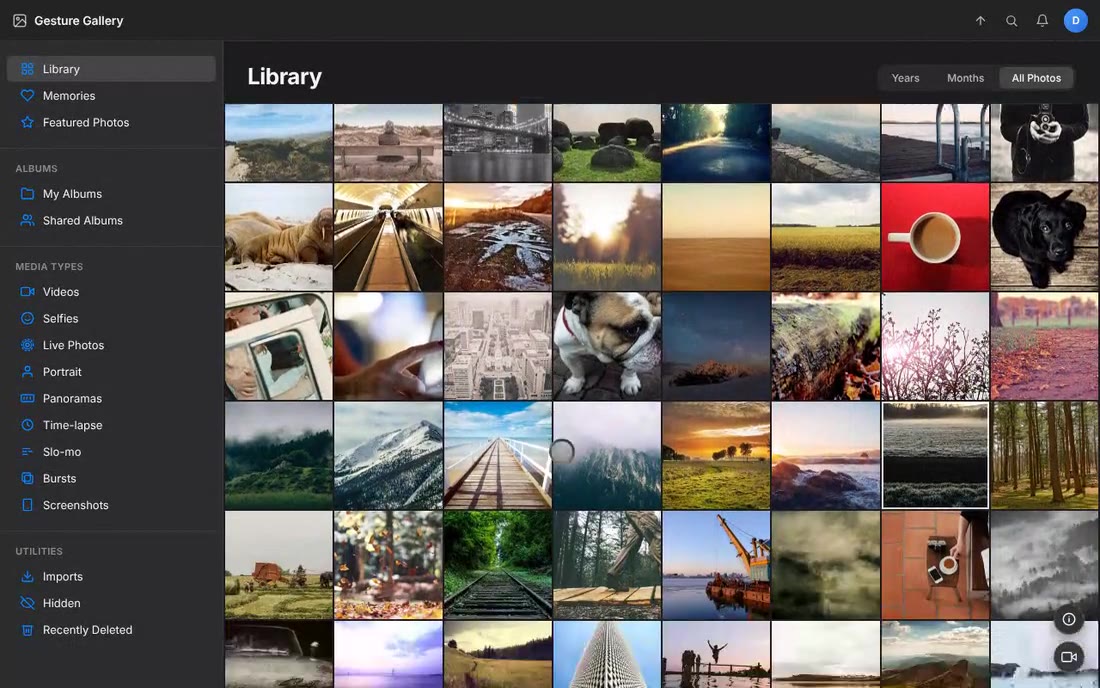 Gesture Gallery
D
Library
Memories
Featured Photos
ALBUMS
My Albums
Shared Albums
MEDIA TYPES
Videos
Selfies
Live Photos
Portrait
Panoramas
Time-lapse
Slo-mo
Bursts
Screenshots
UTILITIES
Imports
Hidden
Recently Deleted
Library
Years Months All Photos